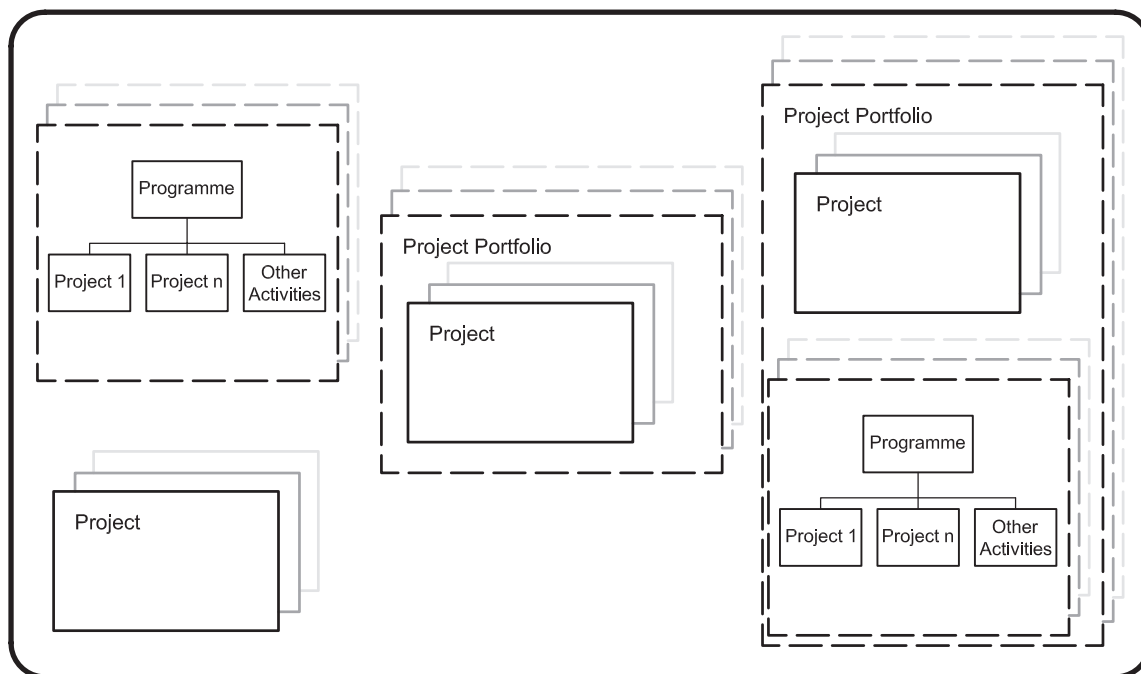 Programme
Project 1
Project n
Other
Activities
Project
Project Portfolio
Project
Project Portfolio
Project
Programme
Project 1
Project n
Other
Activities